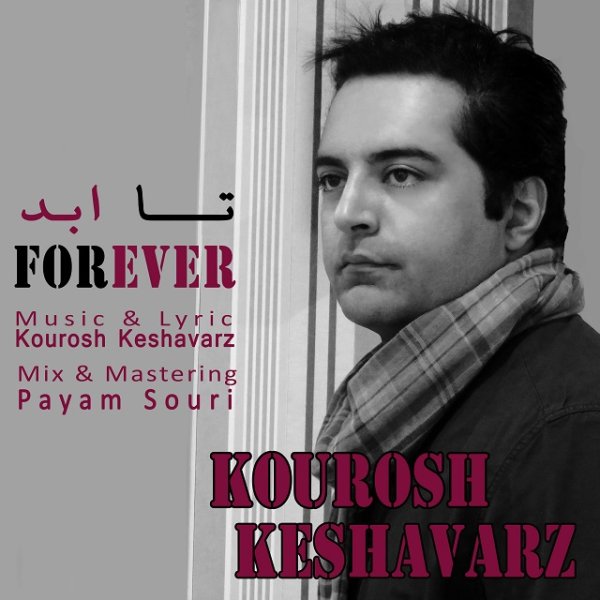 تا ابد
FOREVER
Music & Lyric
Kourosh Keshavarz
Mix & Mastering
Payam Souri
KOUROSH
KESHAVARZ